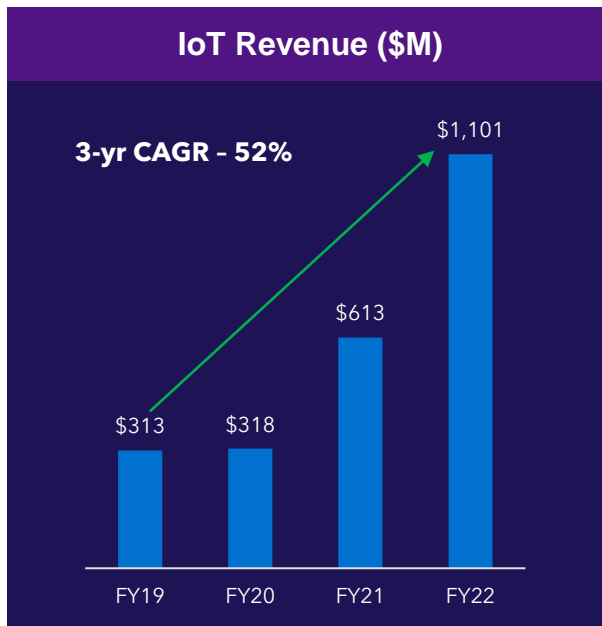 IoT Revenue ($M)
3-yr CAGR – 52%
$1,101
$613
$313
$318
FY19
FY20
FY21
FY22